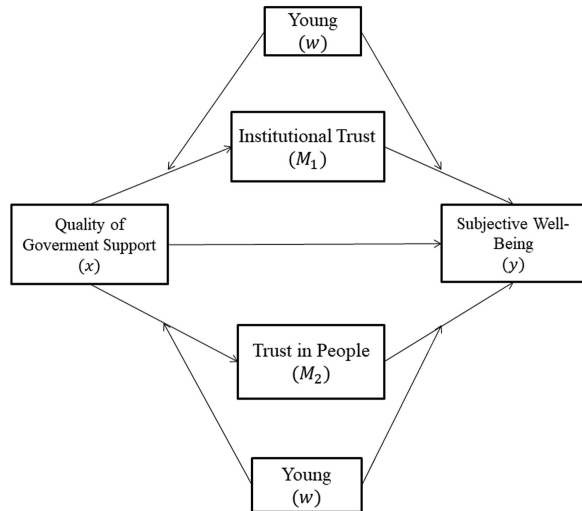 Young
(w)
Institutional Trust
(M₁)
Quality of
Goverment Support
(x)
Subjective Well-
Being
(y)
Trust in People
(M₂)
Young
(w)